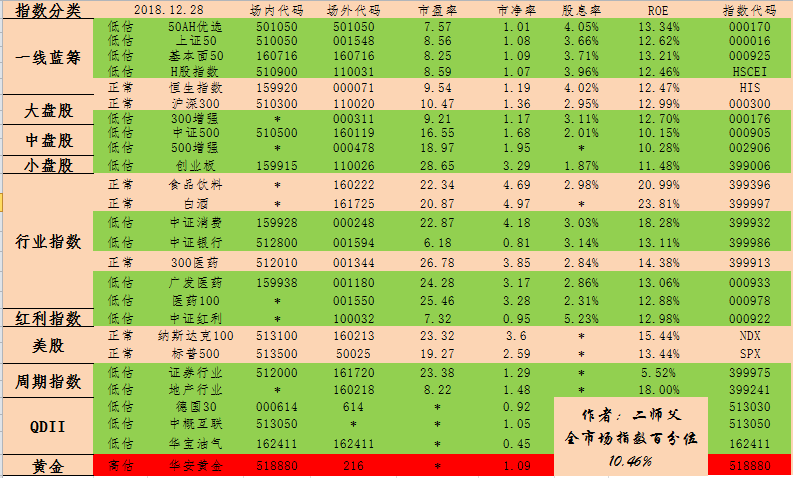 指数分类 2018.12.28 场内代码 场外代码 市盈率 市净率 股息率 ROE 指数代码
一线蓝筹
低估 50AH优选 501050 501050 7.57 1.01 4.05% 13.34% 000170
低估 上证50 510050 001548 8.56 1.08 3.66% 12.62% 000016
低估 基本面50 160716 160716 8.25 1.09 3.71% 13.21% 000925
低估 H股指数 510900 110031 8.59 1.07 3.96% 12.46% HSCEI
正常 恒生指数 159920 000071 9.54 1.19 4.02% 12.47% HIS
大盘股
正常 沪深300 510300 110020 10.47 1.36 2.95% 12.99% 000300
低估 300增强 * 000311 9.21 1.17 3.11% 12.70% 000176
中盘股
低估 中证500 510500 160119 16.55 1.68 2.01% 10.15% 000905
低估 500增强 * 000478 18.97 1.95 * 10.28% 002906
小盘股 低估 创业板 159915 110026 28.65 3.29 1.87% 11.48% 399006
行业指数
正常 食品饮料 * 160222 22.34 4.69 2.98% 20.99% 399396
正常 白酒 * 161725 20.87 4.97 * 23.81% 399997
低估 中证消费 159928 000248 22.87 4.18 3.03% 18.28% 399932
低估 中证银行 512800 001594 6.18 0.81 3.14% 13.11% 399986
正常 300医药 512010 001344 26.78 3.85 2.84% 14.38% 399913
低估 广发医药 159938 001180 24.28 3.17 2.86% 13.06% 000933
低估 医药100 * 001550 25.46 3.28 2.31% 12.88% 000978
红利指数 低估 中证红利 * 100032 7.32 0.95 5.23% 12.98% 000922
美股
正常 纳斯达克100 513100 160213 23.32 3.6 * 15.44% NDX
正常 标普500 513500 50025 19.27 2.59 * 13.44% SPX
周期指数
低估 证券行业 512000 161720 23.38 1.29 * 5.52% 399975
低估 地产行业 * 160218 8.22 1.48 * 18.00% 399241
QDII
低估 德国30 000614 614 * 0.92 513030
低估 中概互联 513050 * * 1.05 513050
低估 华宝油气 162411 162411 * 0.45 162411
黄金 高估 华安黄金 518880 216 * 1.09 518880
作者：二师父
全市场指数百分位
10.46%